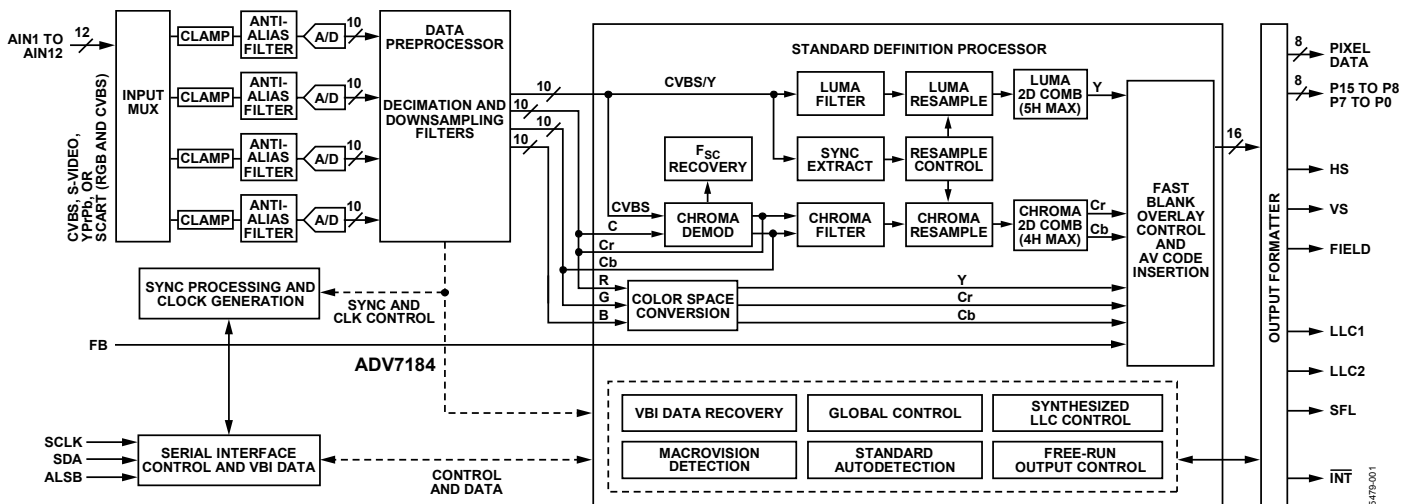 AIN1 TO
AIN12
12
CVBS, S-VIDEO,
YPrPb, OR
SCART (RGB AND CVBS)
INPUT
MUX
CLAMP
ANTI-
ALIAS
FILTER
A/D
10
CLAMP
ANTI-
ALIAS
FILTER
A/D
10
CLAMP
ANTI-
ALIAS
FILTER
A/D
10
CLAMP
ANTI-
ALIAS
FILTER
A/D
10
DATA
PREPROCESSOR
DECIMATION AND
DOWNSAMPLING
FILTERS
10
10
10
10
STANDARD DEFINITION PROCESSOR
CVBS/Y
LUMA
FILTER
LUMA
RESAMPLE
LUMA
2D COMB
(5H MAX)
Y
FSC
RECOVERY
SYNC
EXTRACT
RESAMPLE
CONTROL
CVBS
C
CHROMA
DEMOD
CHROMA
FILTER
CHROMA
RESAMPLE
CHROMA
2D COMB
(4H MAX)
Cr
Cb
Cr
Cb
R
G
B
COLOR SPACE
CONVERSION
Y
Cr
Cb
FAST
BLANK
OVERLAY
CONTROL
AND
AV CODE
INSERTION
16
OUTPUT FORMATTER
8
PIXEL
DATA
8
P15 TO P8
P7 TO P0
HS
VS
FIELD
LLC1
LLC2
SFL
INT
SYNC PROCESSING AND
CLOCK GENERATION
SYNC AND
CLK CONTROL
FB
ADV7184
SCLK
SDA
ALSB
SERIAL INTERFACE
CONTROL AND VBI DATA
CONTROL
AND DATA
VBI DATA RECOVERY
GLOBAL CONTROL
SYNTHESIZED
LLC CONTROL
MACROVISION
DETECTION
STANDARD
AUTODETECTION
FREE-RUN
OUTPUT CONTROL